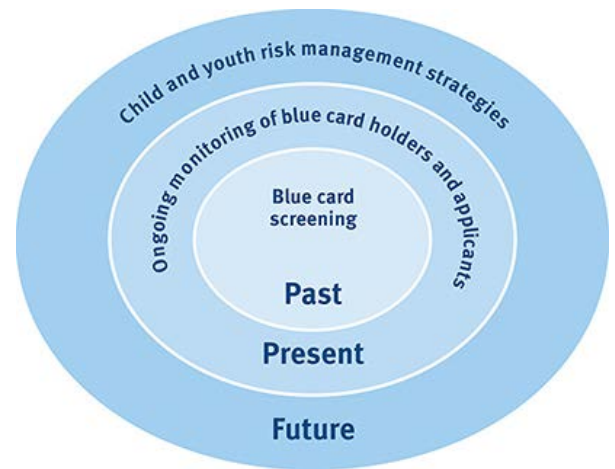 Child and youth risk management strategies
Ongoing monitoring of blue card holders and applicants
Blue card
screening
Past
Present
Future